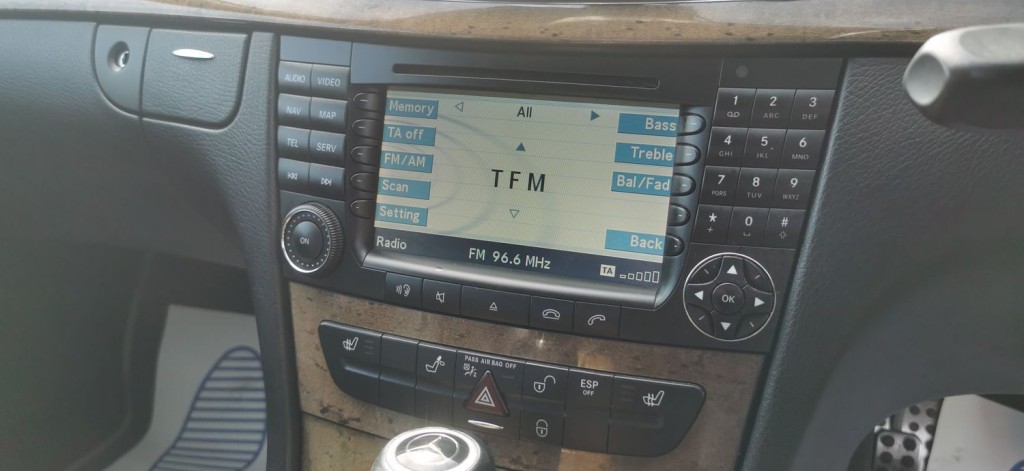 AUDIO VIDEO
NAV MAP
TEL SERV
ON
Memory All Bass
TA off
FM/AM Treble
Scan TFM Bal/Fad
Setting Back
Radio FM 96.6 MHz TA
1 2 ABC 3 DEF
4 GHI 5 JKL 6 MNO
7 PQRS 8 TUV 9 WXYZ
* + 0 #
OK
PASS AIR BAG OFF
ESP
OFF